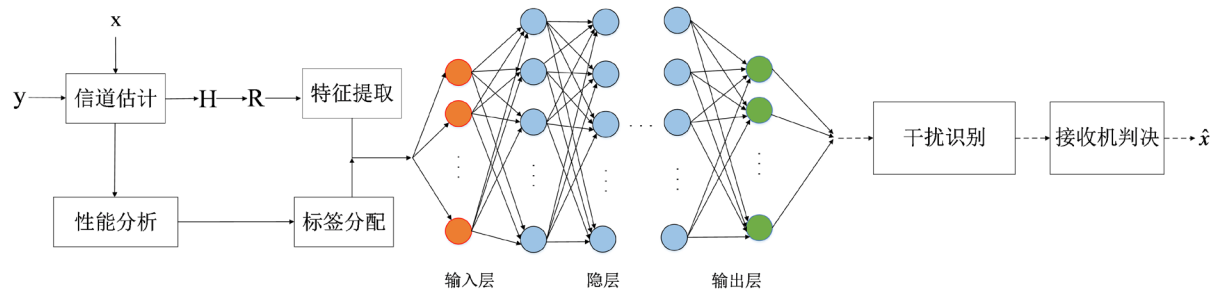 x
y
信道估计
H
R
特征提取
性能分析
标签分配
· · ·
干扰识别
接收机判决
x̂
输入层
隐层
输出层